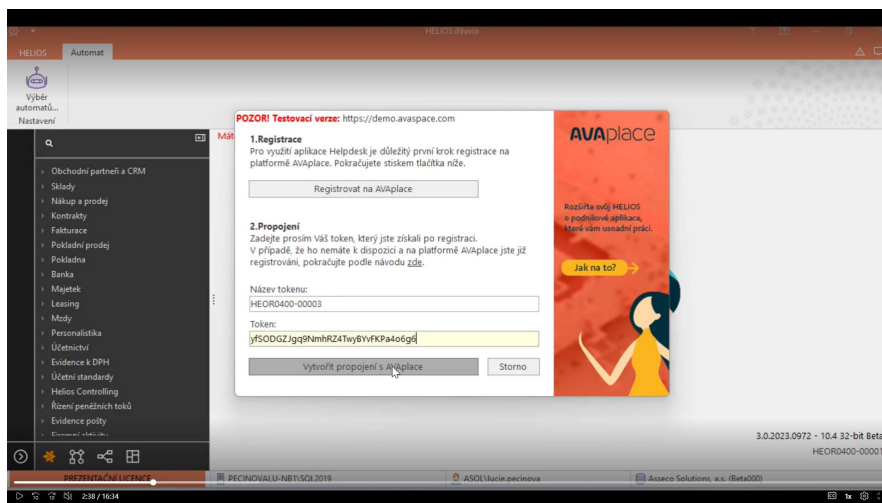 HELIOS iNuvio
HELIOS
Automat
Výběr
automatů...
Nastavení
Obchodní partneři a CRM
Sklady
Nákup a prodej
Kontrakty
Fakturace
Pokladní prodej
Pokladna
Banka
Majetek
Leasing
Mzdy
Personalistika
Účetnictví
Evidence k DPH
Účetní standardy
Helios Controlling
Řízení peněžních toků
Evidence pošty
Firemní aktivity
POZOR! Testovací verze: https://demo.avaspace.com
1.Registrace
Pro využití aplikace Helpdesk je důležitý první krok registrace na
platformě AVAplace. Pokračujete stiskem tlačítka níže.
Registrovat na AVAplace
2.Propojení
Zadejte prosím Váš token, který jste získali po registraci.
V případě, že ho nemáte k dispozici a na platformě AVAplace jste již
registrováni, pokračujte podle návodu zde.
Název tokenu:
HEOR0400-00003
Token:
yfSODGZJgq9NmhRZ4TwyBYvFKPa4o6g6
Vytvořit propojení s AVAplace
Storno
AVAplace
Rozšiřte svůj HELIOS
o podnikové aplikace,
které vám usnadní práci.
Jak na to?
3.0.2023.0972 - 10.4 32-bit Beta
HEOR0400-00001
PREZENTAČNÍ LICENCE
PECINOVALU-NB1\SQL2019
ASOL\lucie.pecinova
Asseco Solutions, a.s. (Beta000)
2:38 / 16:34
1x